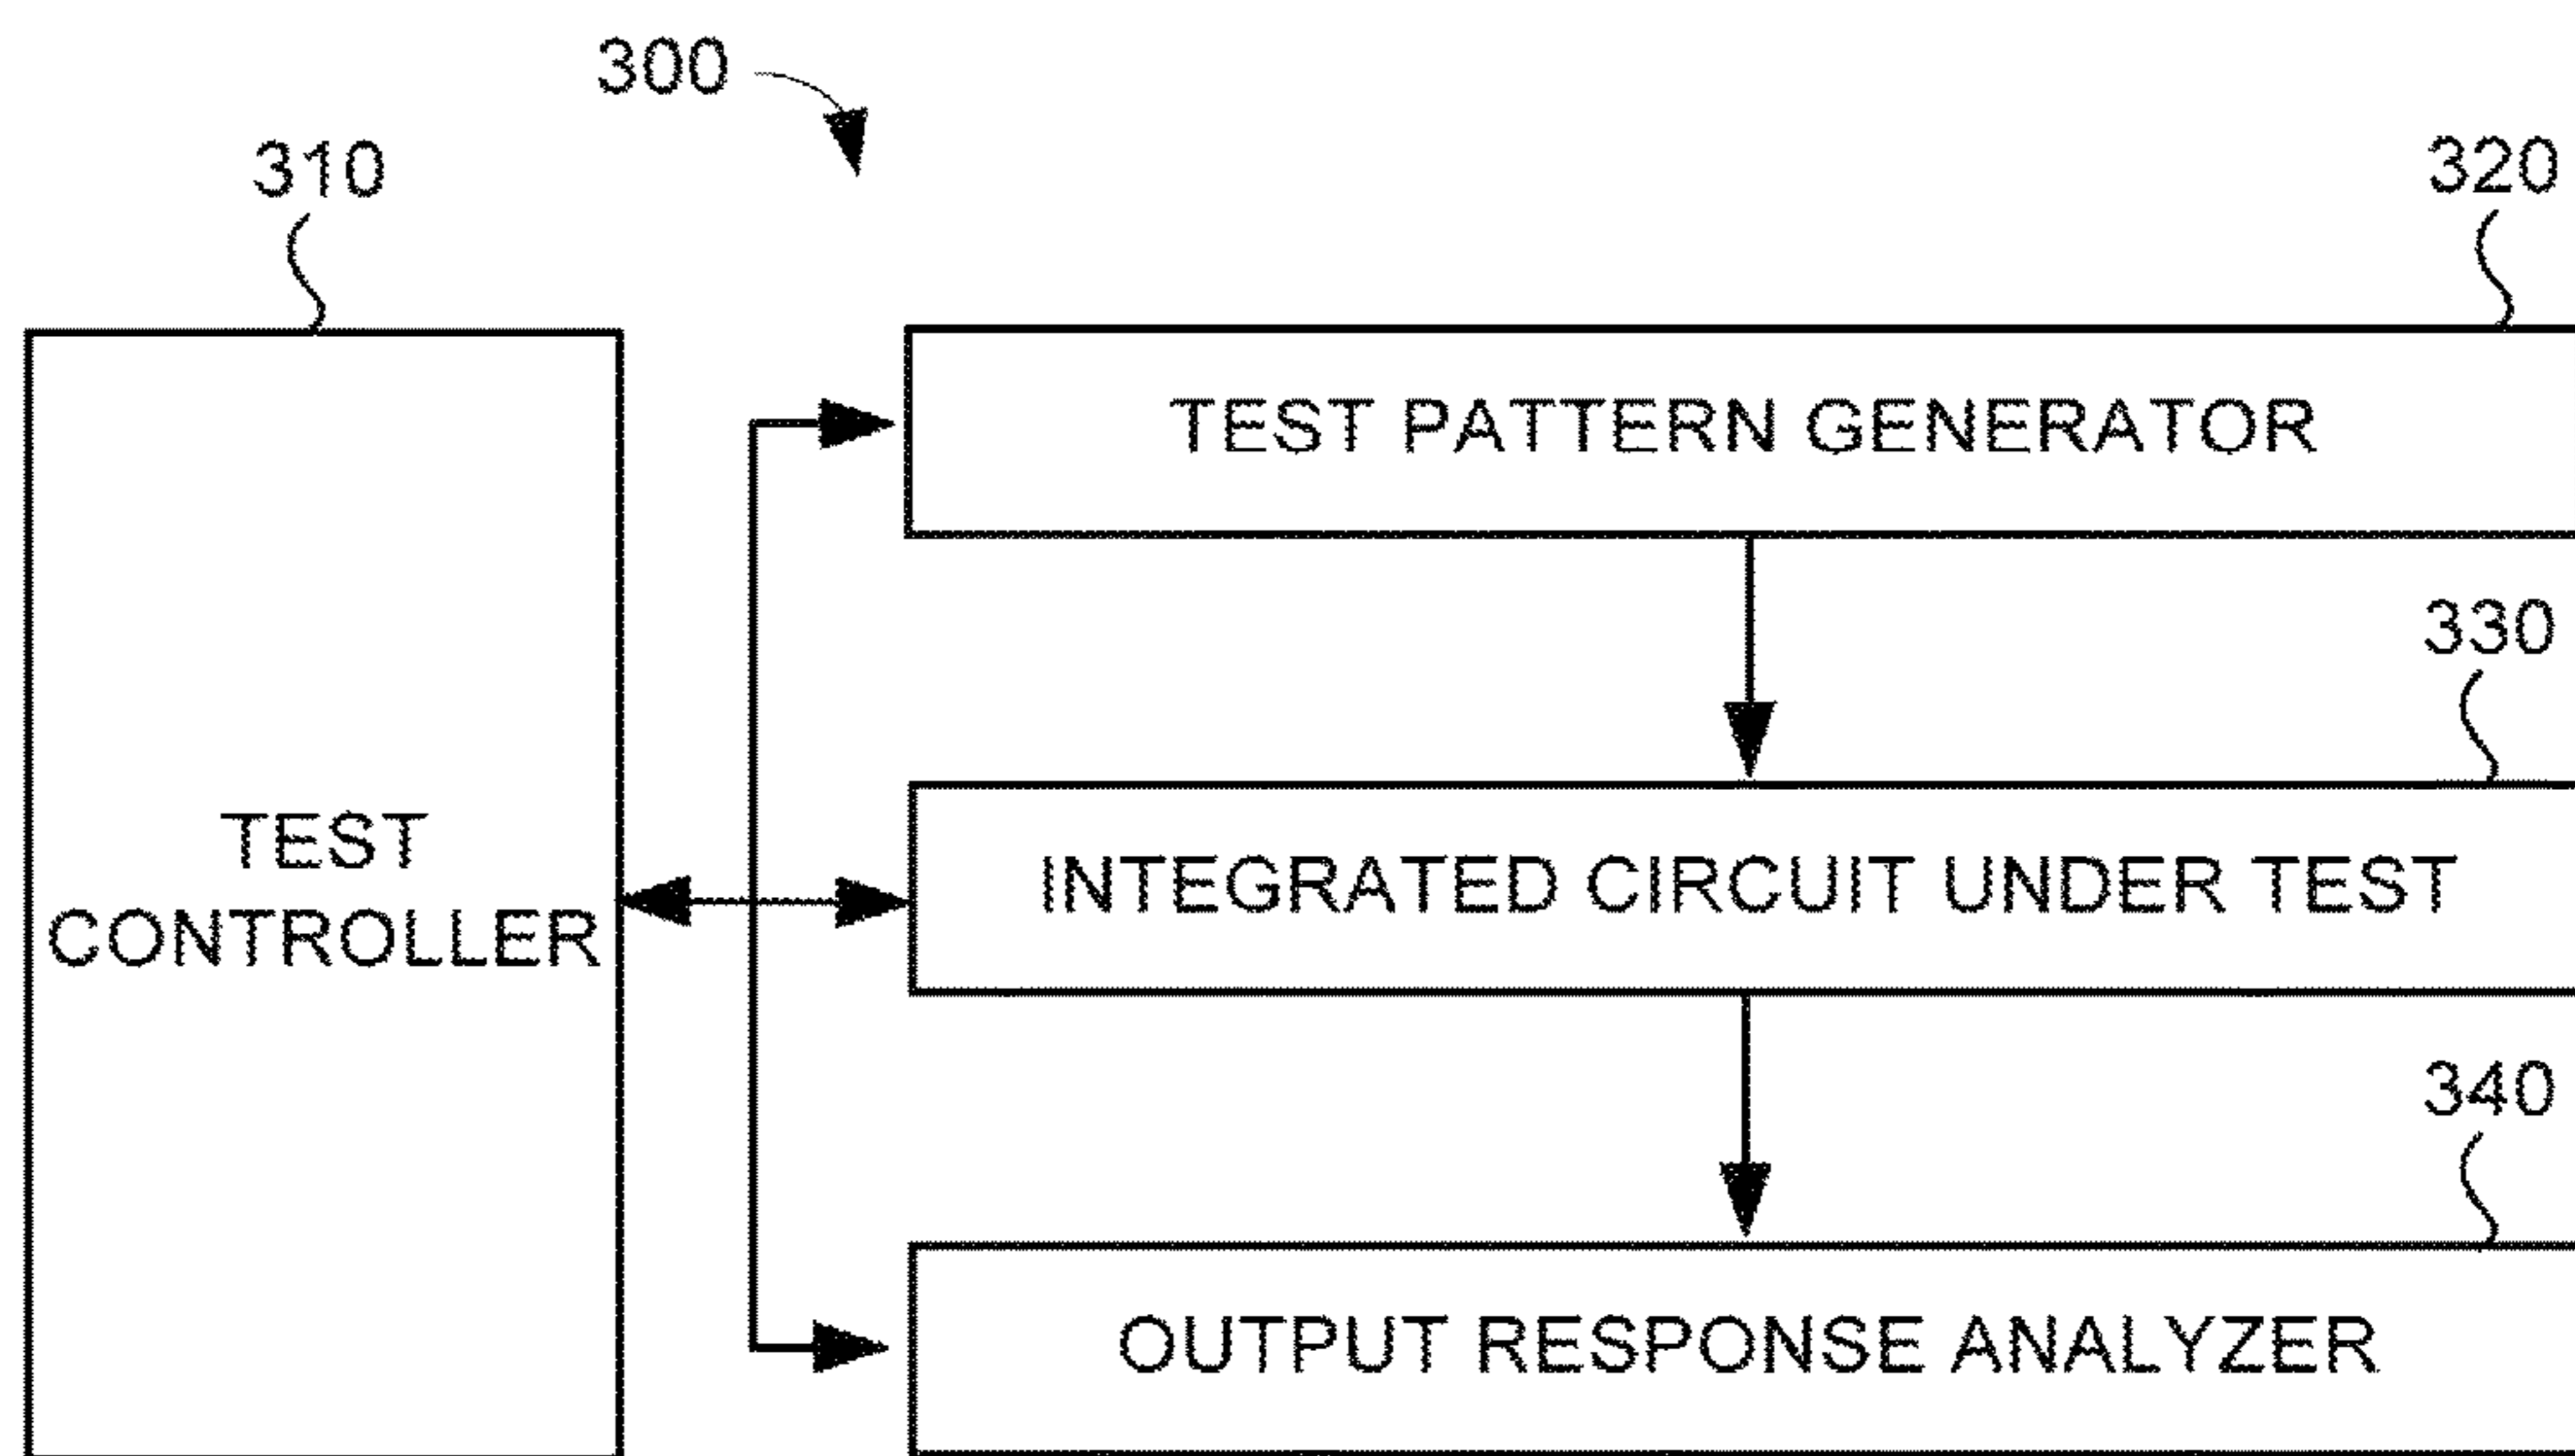 300
310
320
TEST PATTERN GENERATOR
330
TEST
CONTROLLER
INTEGRATED CIRCUIT UNDER TEST
340
OUTPUT RESPONSE ANALYZER